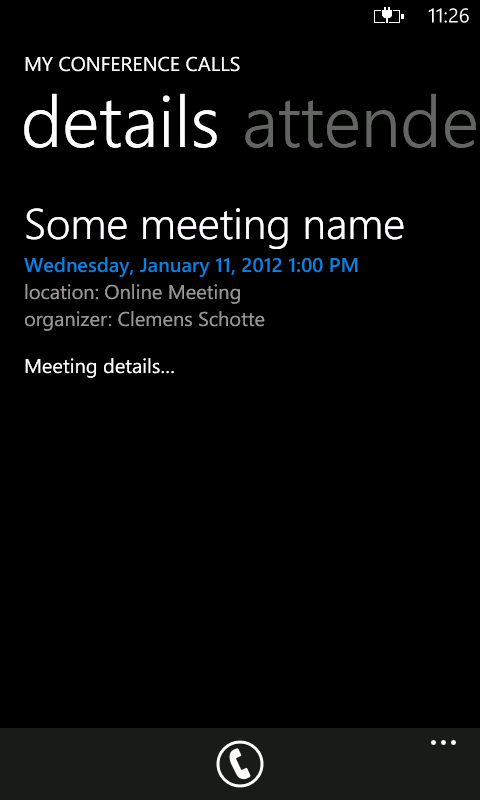 11:26
MY CONFERENCE CALLS
details attende
Some meeting name
Wednesday, January 11, 2012 1:00 PM
location: Online Meeting
organizer: Clemens Schotte
Meeting details...